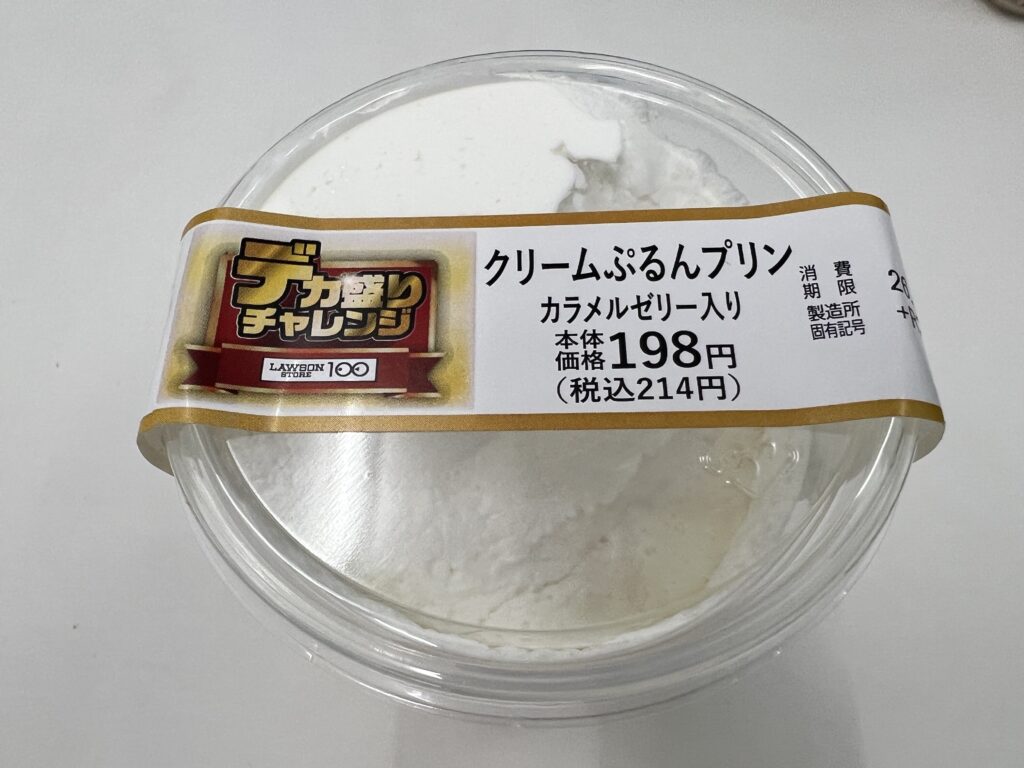 デカ盛り
チャレンジ
LAWSON
STORE 100
クリームぷるんプリン
カラメルゼリー入り
本体
価格 198円
（税込214円）
消費
期限
製造所
固有記号